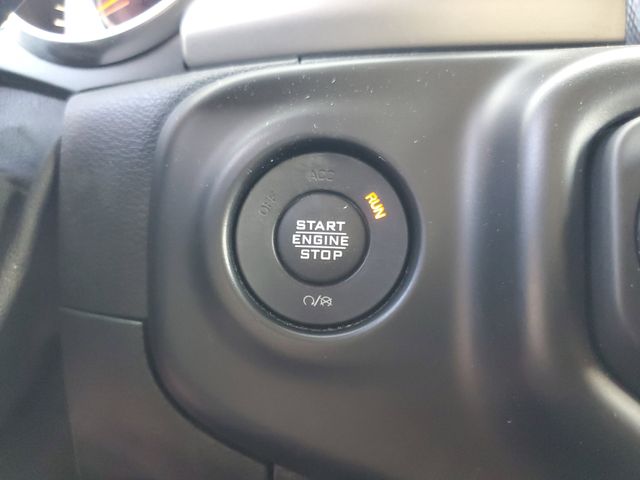 ACC
OFF
RUN
START
ENGINE
STOP